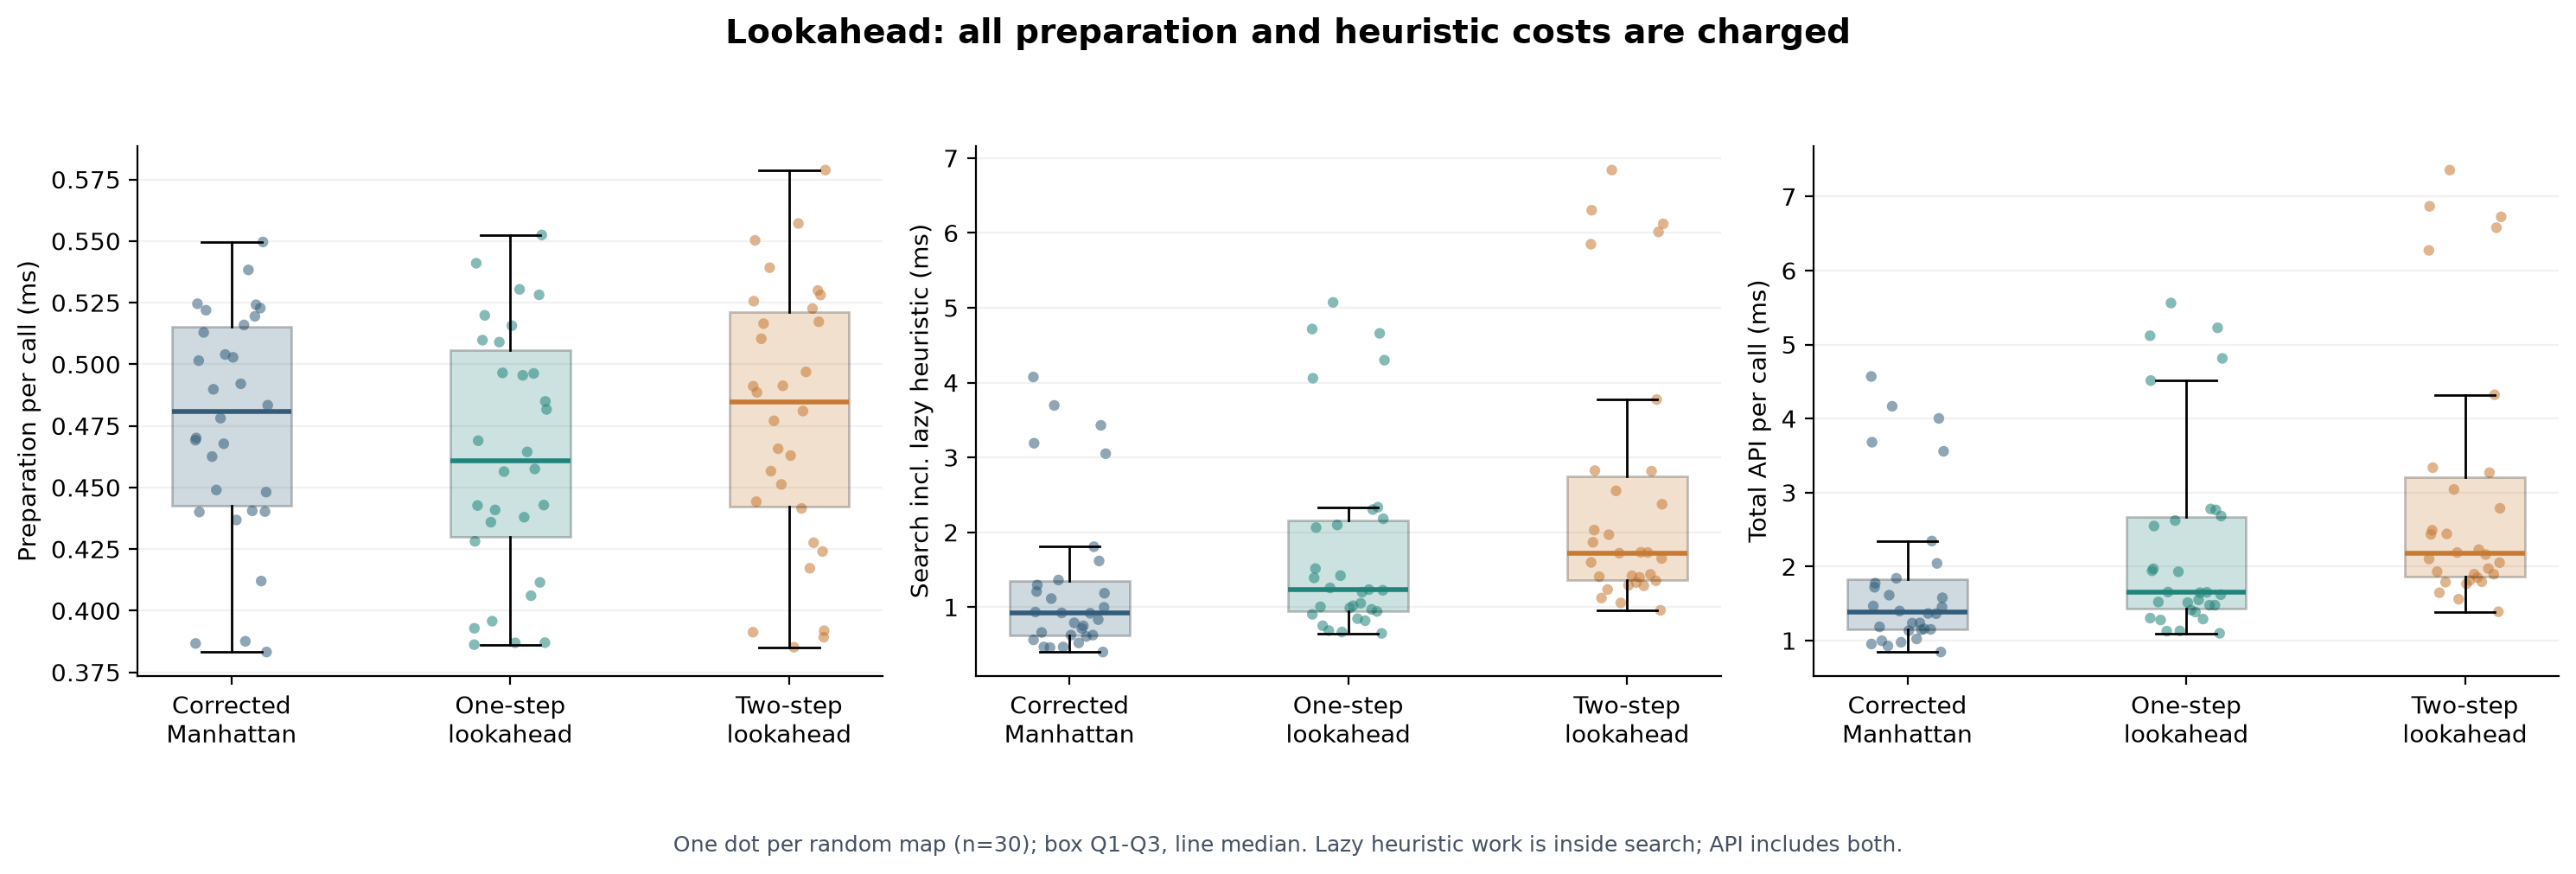 Lookahead: all preparation and heuristic costs are charged
Preparation per call (ms)
0.575
0.550
0.525
0.500
0.475
0.450
0.425
0.400
0.375
Corrected
Manhattan
One-step
lookahead
Two-step
lookahead
Search incl. lazy heuristic (ms)
7
6
5
4
3
2
1
Corrected
Manhattan
One-step
lookahead
Two-step
lookahead
Total API per call (ms)
7
6
5
4
3
2
1
Corrected
Manhattan
One-step
lookahead
Two-step
lookahead
One dot per random map (n=30); box Q1-Q3, line median. Lazy heuristic work is inside search; API includes both.